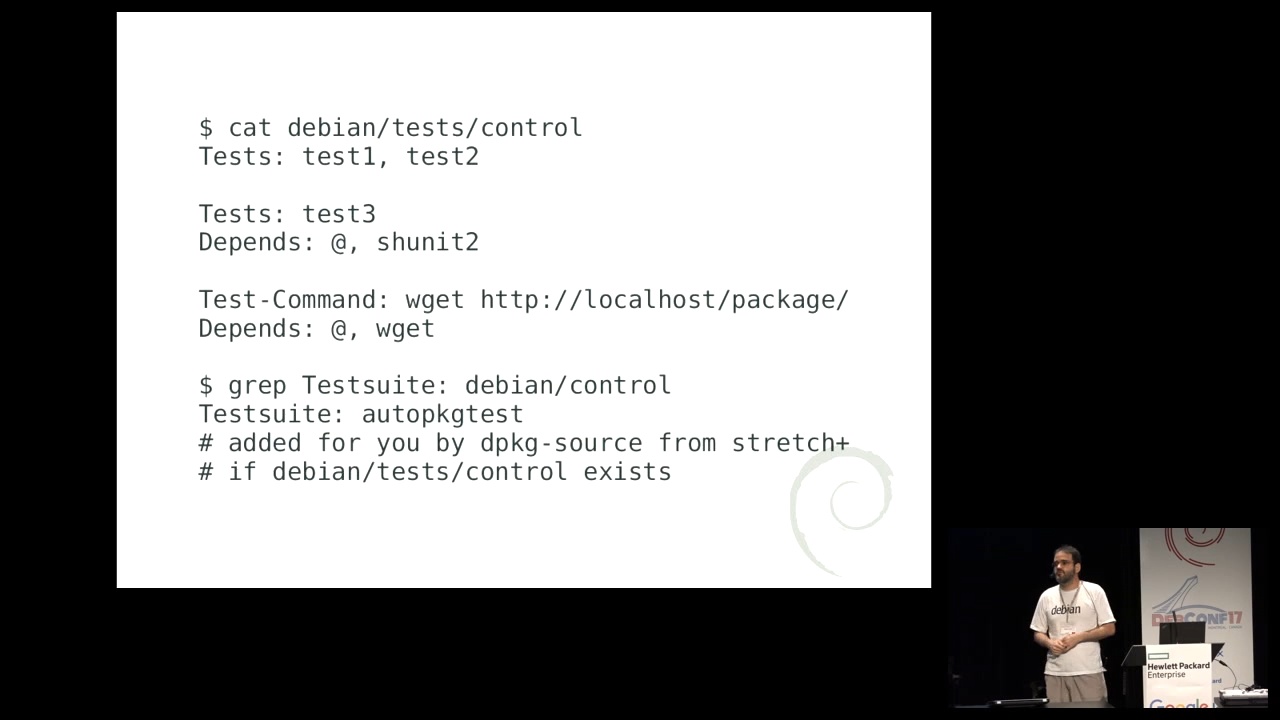 $ cat debian/tests/control
Tests: test1, test2
Tests: test3
Depends: @, shunit2
Test-Command: wget http://localhost/package/
Depends: @, wget
$ grep Testsuite: debian/control
Testsuite: autopkgtest
# added for you by dpkg-source from stretch+
# if debian/tests/control exists
debian
DEBCONF17
Hewlett Packard
Enterprise
Google